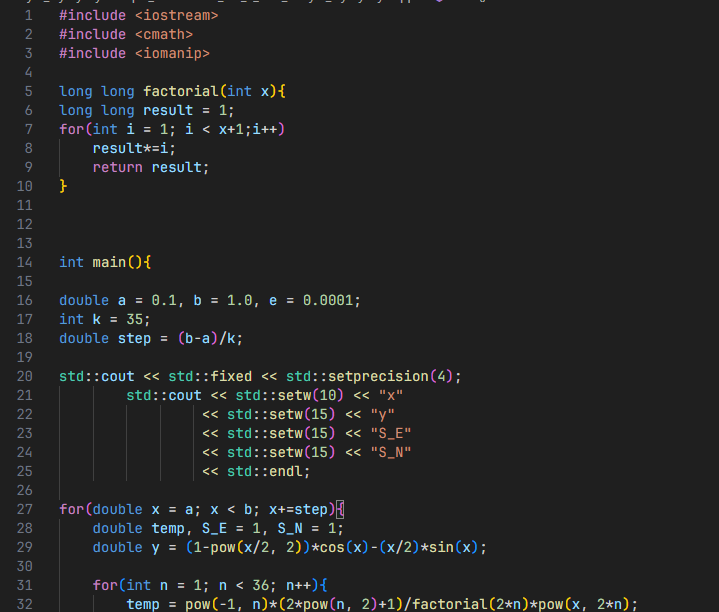 1 #include <iostream>
2 #include <cmath>
3 #include <iomanip>
4
5 long long factorial(int x){
6 long long result = 1;
7 for(int i = 1; i < x+1;i++)
8     result*=i;
9     return result;
10 }
11
12
13
14 int main(){
15
16 double a = 0.1, b = 1.0, e = 0.0001;
17 int k = 35;
18 double step = (b-a)/k;
19
20 std::cout << std::fixed << std::setprecision(4);
21         std::cout << std::setw(10) << "x"
22                  << std::setw(15) << "y"
23                  << std::setw(15) << "S_E"
24                  << std::setw(15) << "S_N"
25                  << std::endl;
26
27 for(double x = a; x < b; x+=step){
28     double temp, S_E = 1, S_N = 1;
29     double y = (1-pow(x/2, 2))*cos(x)-(x/2)*sin(x);
30
31     for(int n = 1; n < 36; n++){
32         temp = pow(-1, n)*(2*pow(n, 2)+1)/factorial(2*n)*pow(x, 2*n);